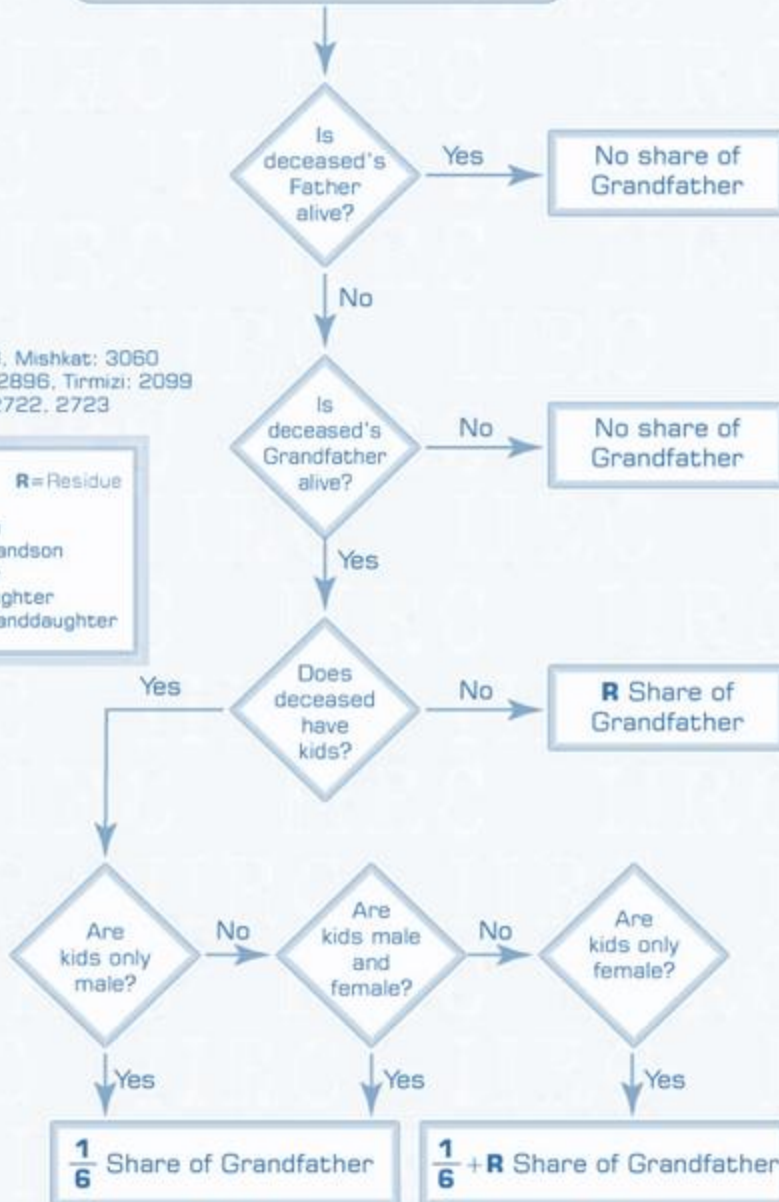 Is
deceased's
Father
alive?
Yes
No share of
Grandfather
No
Mishkat: 3060
2896, Tirmizi: 2099
2722, 2723
Is
deceased's
Grandfather
alive?
No
No share of
Grandfather
R=Residue
Yes
Does
deceased
have
kids?
Yes
No
R Share of
Grandfather
Are
kids only
male?
No
Are
kids male
and
female?
No
Are
kids only
female?
Yes
Yes
Yes
1/6 Share of Grandfather
1/6 +R Share of Grandfather